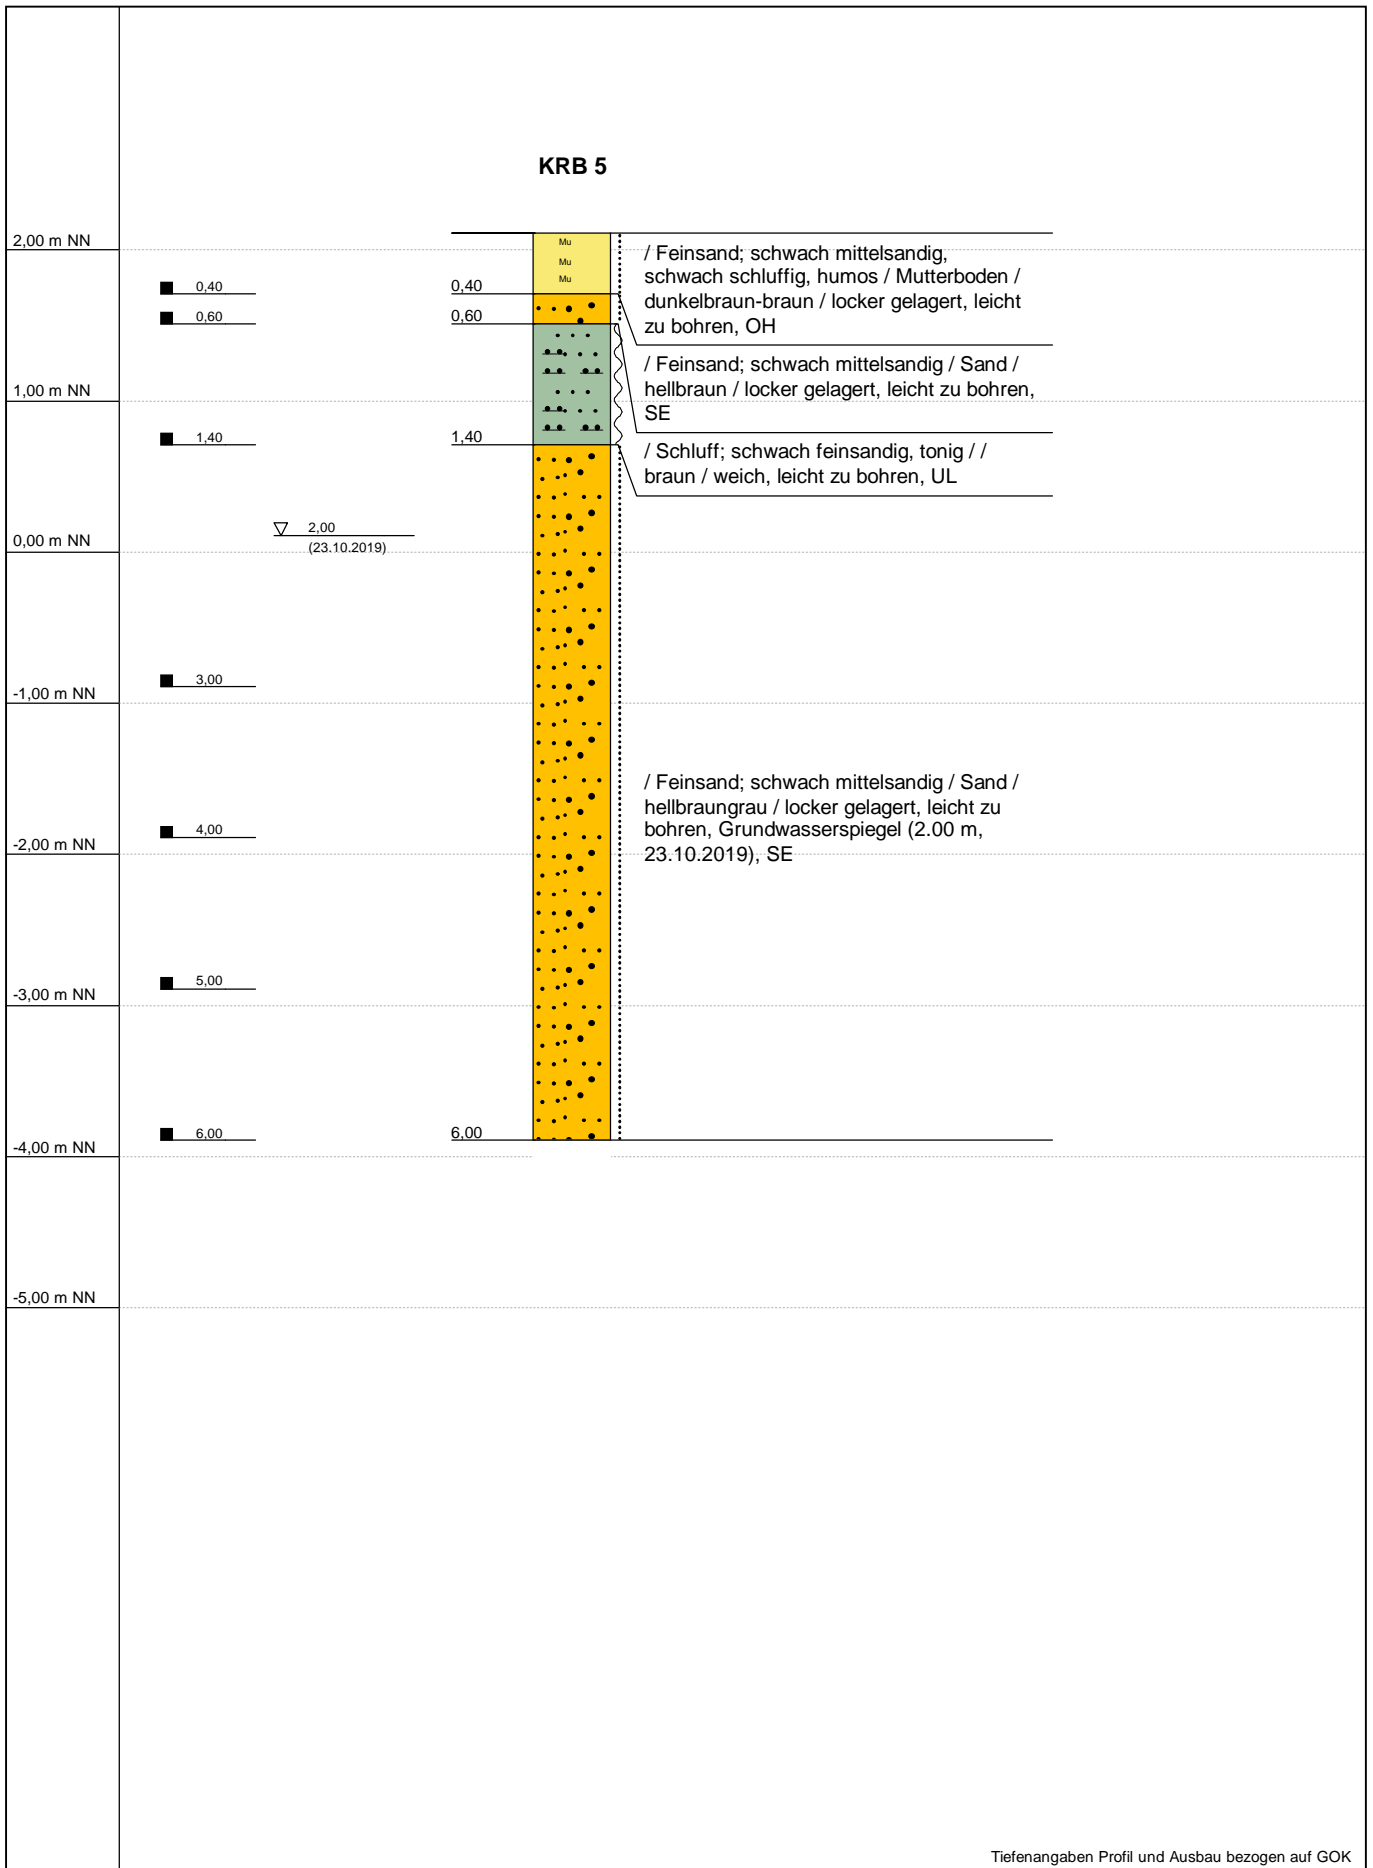 KRB 5
2,00 m NN
Mu
Mu
Mu
/ Feinsand; schwach mittelsandig,
schwach schluffig, humos / Mutterboden /
dunkelbraun-braun / locker gelagert, leicht
zu bohren, OH
0,40
0,40
0,60
0,60
/ Feinsand; schwach mittelsandig / Sand /
hellbraun / locker gelagert, leicht zu bohren,
SE
1,00 m NN
1,40
1,40
/ Schluff; schwach feinsandig, tonig / /
braun / weich, leicht zu bohren, UL
2,00
(23.10.2019)
0,00 m NN
3,00
-1,00 m NN
/ Feinsand; schwach mittelsandig / Sand /
hellbraungrau / locker gelagert, leicht zu
bohren, Grundwasserspiegel (2.00 m,
23.10.2019), SE
4,00
-2,00 m NN
5,00
-3,00 m NN
6,00
6,00
-4,00 m NN
-5,00 m NN
Tiefenangaben Profil und Ausbau bezogen auf GOK